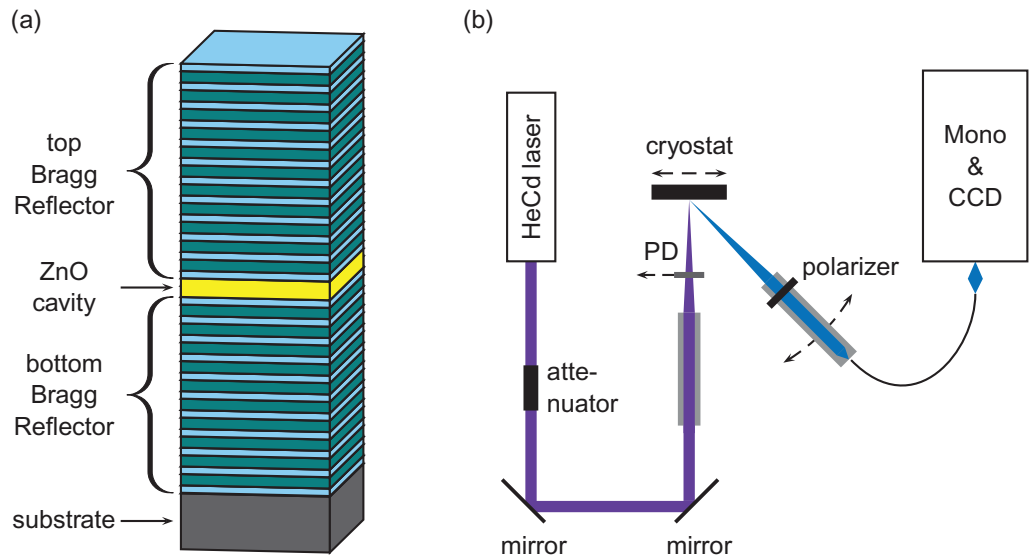 (a)
top
Bragg
Reflector
ZnO
cavity
bottom
Bragg
Reflector
substrate
(b)
HeCd laser
atte-
nuator
mirror
mirror
cryostat
PD
polarizer
Mono
&
CCD